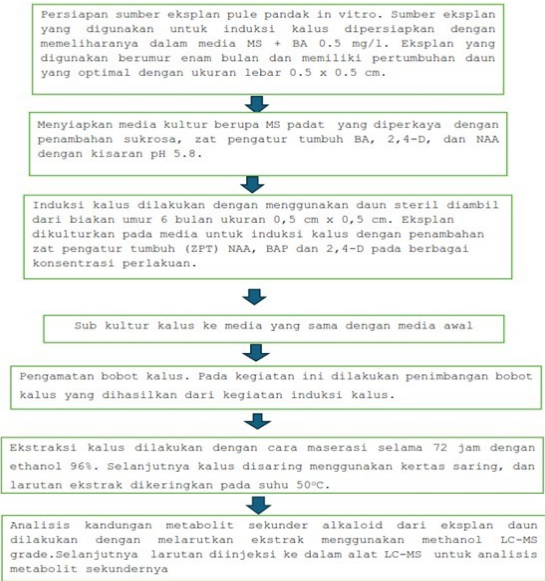 Persiapan sumber eksplan pule pandak in vitro. Sumber eksplan
yang digunakan untuk induksi kalus dipersiapkan dengan
memeliharanya dalam media MS + BA 0.5 mg/l. Eksplan yang
digunakan berumur enam bulan dan memiliki pertumbuhan daun
yang optimal dengan ukuran lebar 0.5 x 0.5 cm.
Menyiapkan media kultur berupa MS padat yang diperkaya dengan
penambahan sukrosa, zat pengatur tumbuh BA, 2,4-D, dan NAA
dengan kisaran pH 5.8.
Induksi kalus dilakukan dengan menggunakan daun steril diambil
dari biakan umur 6 bulan ukuran 0,5 cm x 0,5 cm. Eksplan
dikulturkan pada media untuk induksi kalus dengan penambahan
zat pengatur tumbuh (ZPT) NAA, BAP dan 2,4-D pada berbagai
konsentrasi perlakuan.
Sub kultur kalus ke media yang sama dengan media awal
Pengamatan bobot kalus. Pada kegiatan ini dilakukan penimbangan bobot
kalus yang dihasilkan dari kegiatan induksi kalus.
Ekstraksi kalus dilakukan dengan cara maserasi selama 72 jam dengan
ethanol 96%. Selanjutnya kalus disaring menggunakan kertas saring, dan
larutan ekstrak dikeringkan pada suhu 50°C.
Analisis kandungan metabolit sekunder alkaloid dari eksplan daun
dilakukan dengan melarutkan ekstrak menggunakan methanol LC-MS
grade.Selanjutnya larutan diinjeksi ke dalam alat LC-MS untuk analisis
metabolit sekundernya